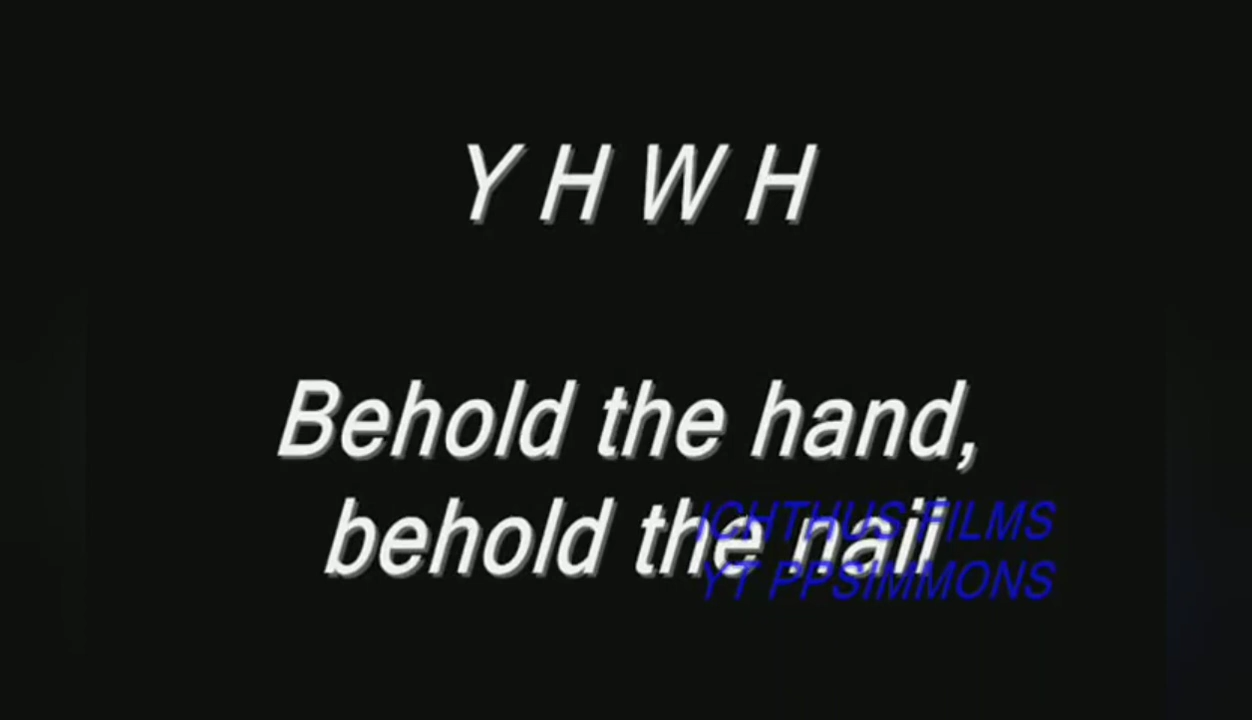 Y H W H
Behold the hand,
behold the nail
ICHTHUS FILMS
YT PPSIMMONS